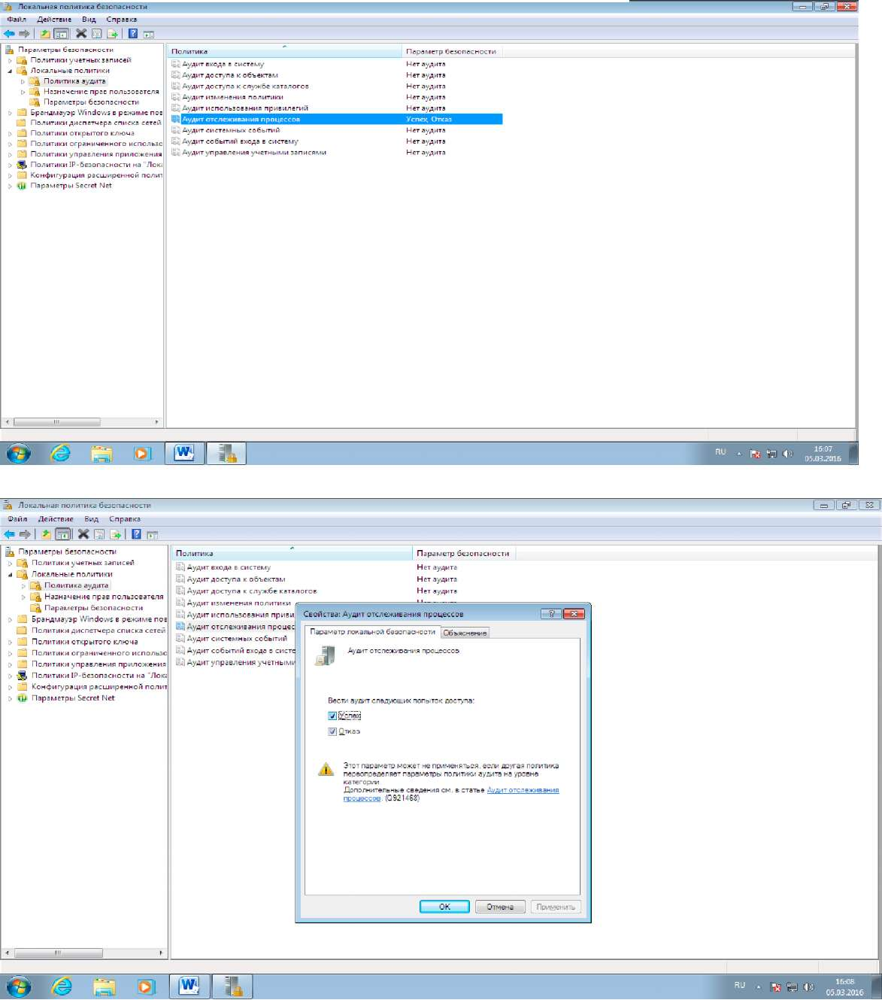 Локальная политика безопасности
Файл Действие Вид Справка
Параметры безопасности
Политики учетных записей
Локальные политики
Политика аудита
Назначение прав пользователя
Параметры безопасности
Брандмауэр Windows в режиме пов
Политики диспетчера списка сетей
Политики открытого ключа
Политики ограниченного использо
Политики управления приложения
Политики IP-безопасности на "Лока
Конфигурация расширенной полит
Параметры Secret Net
Политика Параметр безопасности
Аудит входа в систему Нет аудита
Аудит доступа к объектам Нет аудита
Аудит доступа к службе каталогов Нет аудита
Аудит изменения политики Нет аудита
Аудит использования привилегий Нет аудита
Аудит отслеживания процессов Успех, Отказ
Аудит системных событий Нет аудита
Аудит событий входа в систему Нет аудита
Аудит управления учетными записями Нет аудита
RU
16:07
05.03.2016
Локальная политика безопасности
Файл Действие Вид Справка
Параметры безопасности
Политики учетных записей
Локальные политики
Политика аудита
Назначение прав пользователя
Параметры безопасности
Брандмауэр Windows в режиме пов
Политики диспетчера списка сетей
Политики открытого ключа
Политики ограниченного использо
Политики управления приложения
Политики IP-безопасности на "Лока
Конфигурация расширенной полит
Параметры Secret Net
Политика Параметр безопасности
Аудит входа в систему Нет аудита
Аудит доступа к объектам Нет аудита
Аудит доступа к службе каталогов Нет аудита
Аудит изменения политики
Аудит использования приви
Аудит отслеживания процес
Аудит системных событий
Аудит событий входа в систе
Аудит управления учетными
Свойства: Аудит отслеживания процессов
Параметр локальной безопасности Объяснение
Аудит отслеживания процессов
Вести аудит следующих попыток доступа:
Успех
Отказ
Этот параметр может не применяться, если другая политика
переопределяет параметры политики аудита на уровне
категории.
Дополнительные сведения см. в статье Аудит отслеживания
процессов. (Q921468)
ОК Отмена Применить
RU
16:08
05.03.2016